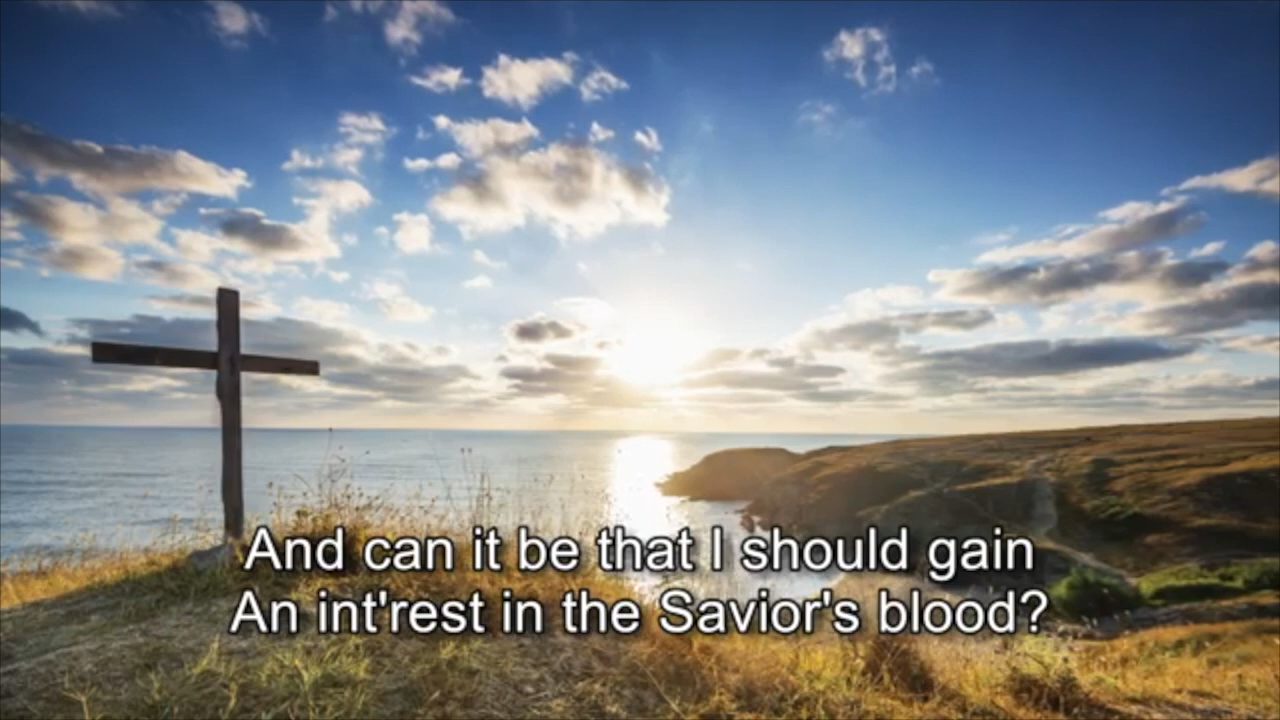 And can it be that I should gain
An int'rest in the Savior's blood?